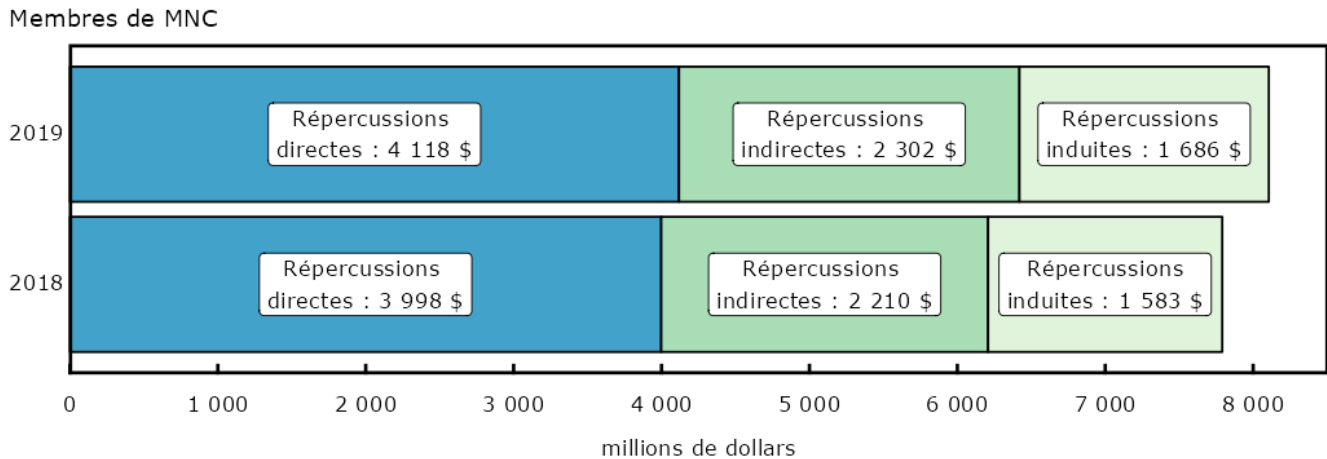 Membres de MNC
2019
Répercussions
directes : 4 118 $
Répercussions
indirectes : 2 302 $
Répercussions
induites : 1 686 $
2018
Répercussions
directes : 3 998 $
Répercussions
indirectes : 2 210 $
Répercussions
induites : 1 583 $
0 1 000 2 000 3 000 4 000 5 000 6 000 7 000 8 000
millions de dollars